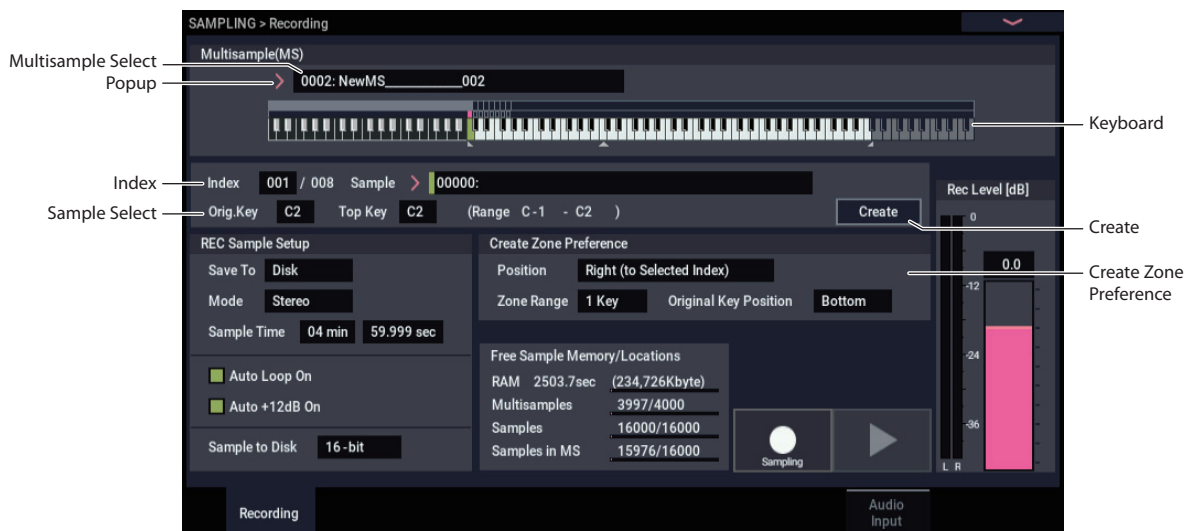 SAMPLING > Recording
Multisample(MS)
Multisample Select
Popup
0002: NewMS____________002
Keyboard
Index
Index 001 / 008 Sample 00000:
Rec Level [dB]
Sample Select
Orig.Key C2 Top Key C2 (Range C-1 - C2 )
Create
0
Create
REC Sample Setup
Create Zone Preference
Save To Disk
Position Right (to Selected Index)
0.0
Create Zone
Preference
-12
Mode Stereo
Zone Range 1 Key Original Key Position Bottom
Sample Time 04 min 59.999 sec
Free Sample Memory/Locations
-24
Auto Loop On
RAM 2503.7sec (234,726Kbyte)
Auto +12dB On
Multisamples 3997/4000
Samples 16000/16000
-36
Sample to Disk 16-bit
Samples in MS 15976/16000
Sampling
L R
Recording
Audio
Input